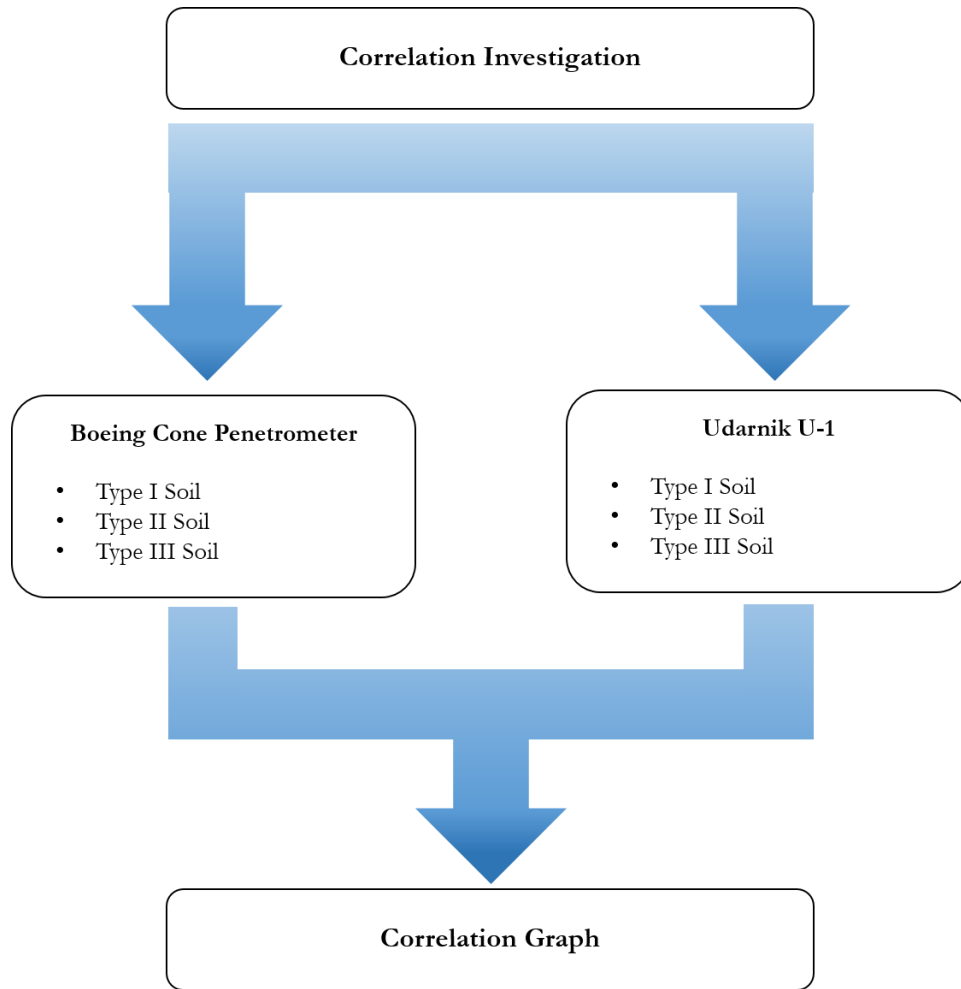 Correlation Investigation
Boeing Cone Penetrometer
• Type I Soil
• Type II Soil
• Type III Soil
Udarnik U-1
• Type I Soil
• Type II Soil
• Type III Soil
Correlation Graph